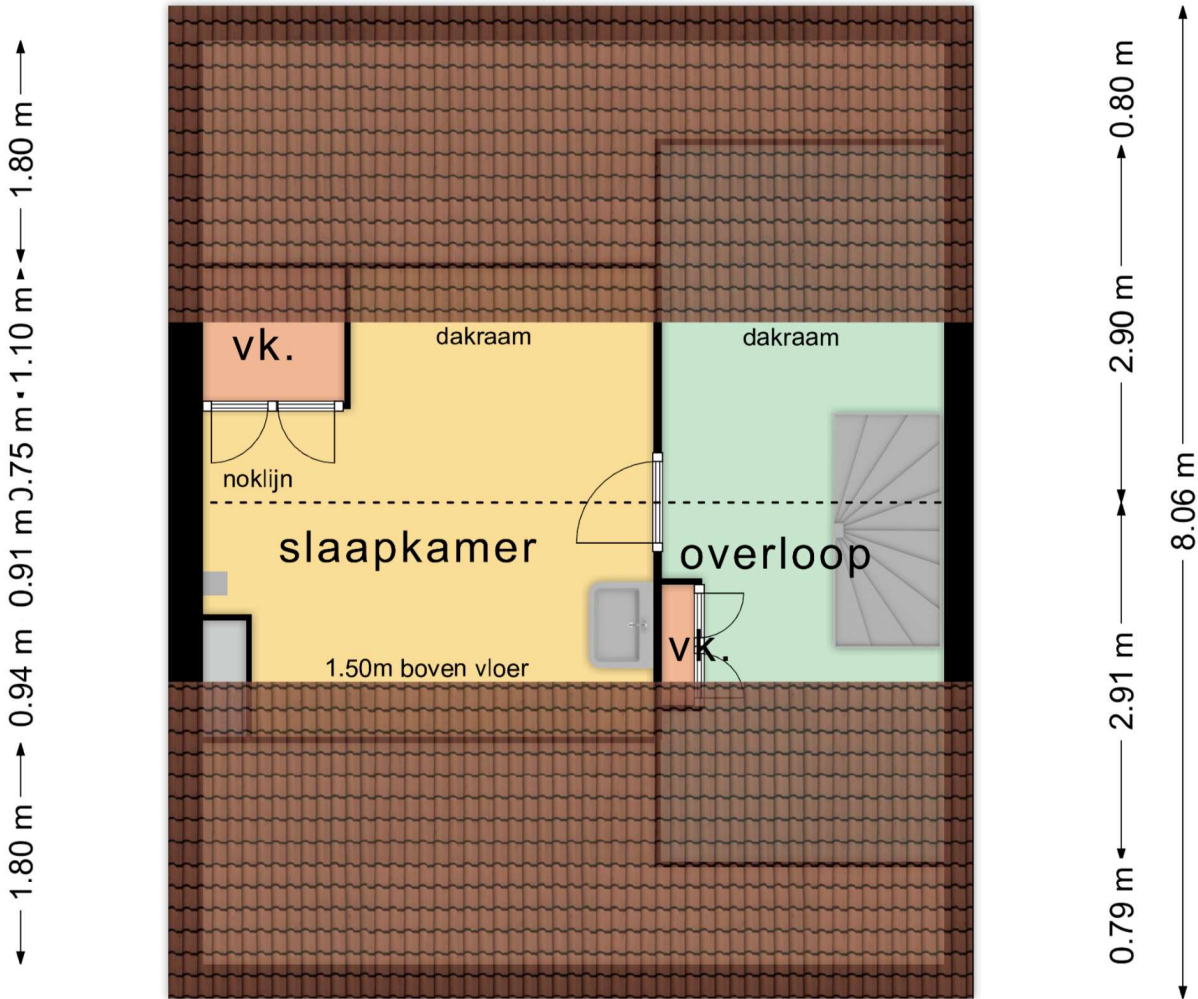 1.80 m
1.10 m
0.75 m
0.91 m
0.94 m
1.80 m
vk.
dakraam
dakraam
noklijn
slaapkamer
overloop
vk.
1.50m boven vloer
0.80 m
2.90 m
2.91 m
0.79 m
8.06 m